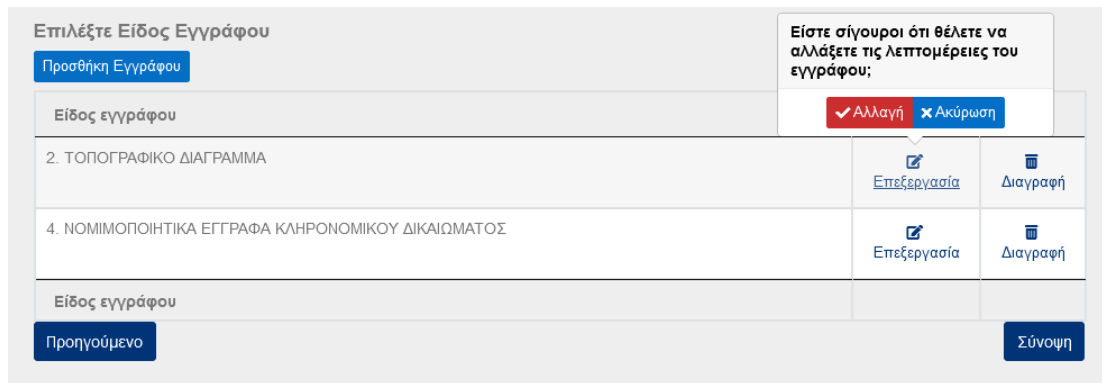 Επιλέξτε Είδος Εγγράφου
Προσθήκη Εγγράφου
Είστε σίγουροι ότι θέλετε να
αλλάξετε τις λεπτομέρειες του
εγγράφου;
Αλλαγή Ακύρωση
Είδος εγγράφου
2. ΤΟΠΟΓΡΑΦΙΚΟ ΔΙΑΓΡΑΜΜΑ
Επεξεργασία Διαγραφή
4. ΝΟΜΙΜΟΠΟΙΗΤΙΚΑ ΕΓΓΡΑΦΑ ΚΛΗΡΟΝΟΜΙΚΟΥ ΔΙΚΑΙΩΜΑΤΟΣ
Επεξεργασία Διαγραφή
Είδος εγγράφου
Προηγούμενο Σύνοψη